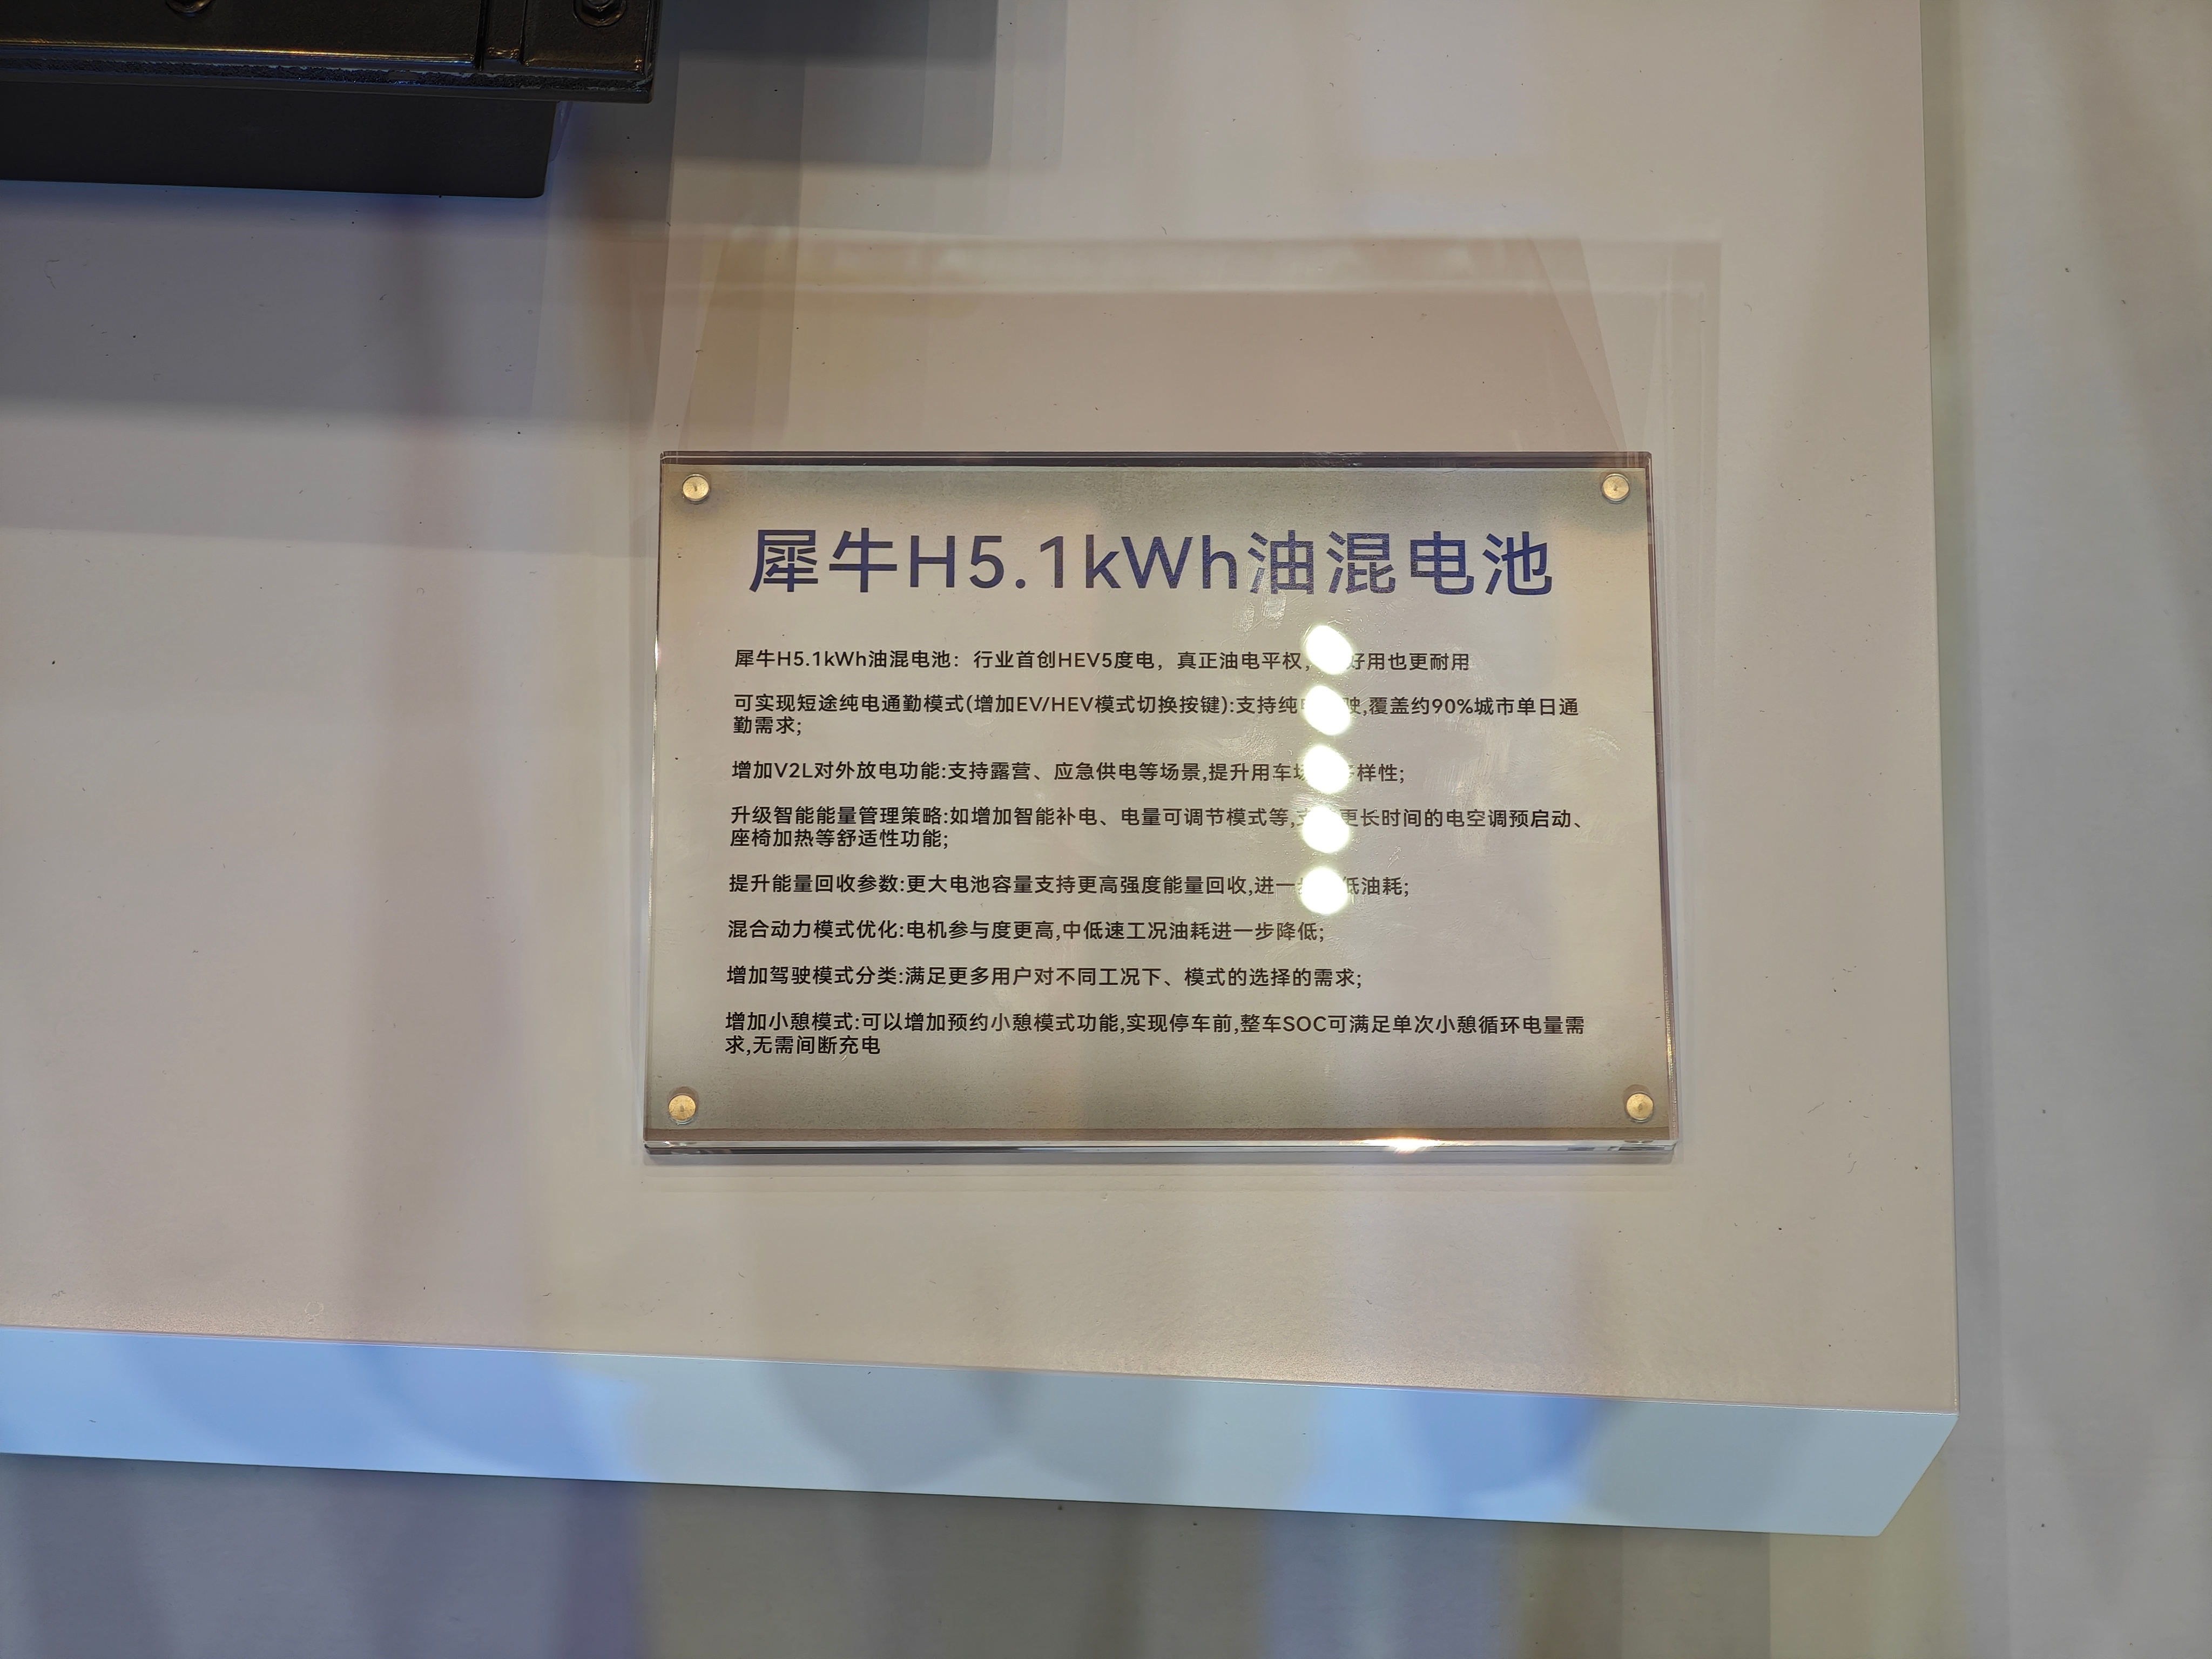 犀牛H5.1kWh油混电池
犀牛H5.1kWh油混电池：行业首创HEV5度电，真正油电平权，好用也更耐用
可实现短途纯电通勤模式(增加EV/HEV模式切换按键):支持纯电驶,覆盖约90%城市单日通
勤需求;
增加V2L对外放电功能:支持露营、应急供电等场景,提升用车样性;
升级智能能量管理策略:如增加智能补电、电量可调节模式等,支更长时间的电空调预启动、
座椅加热等舒适性功能;
提升能量回收参数:更大电池容量支持更高强度能量回收,进一步低油耗;
混合动力模式优化:电机参与度更高,中低速工况油耗进一步降低;
增加驾驶模式分类:满足更多用户对不同工况下、模式的选择的需求;
增加小憩模式:可以增加预约小憩模式功能,实现停车前,整车SOC可满足单次小憩循环电量需
求,无需间断充电